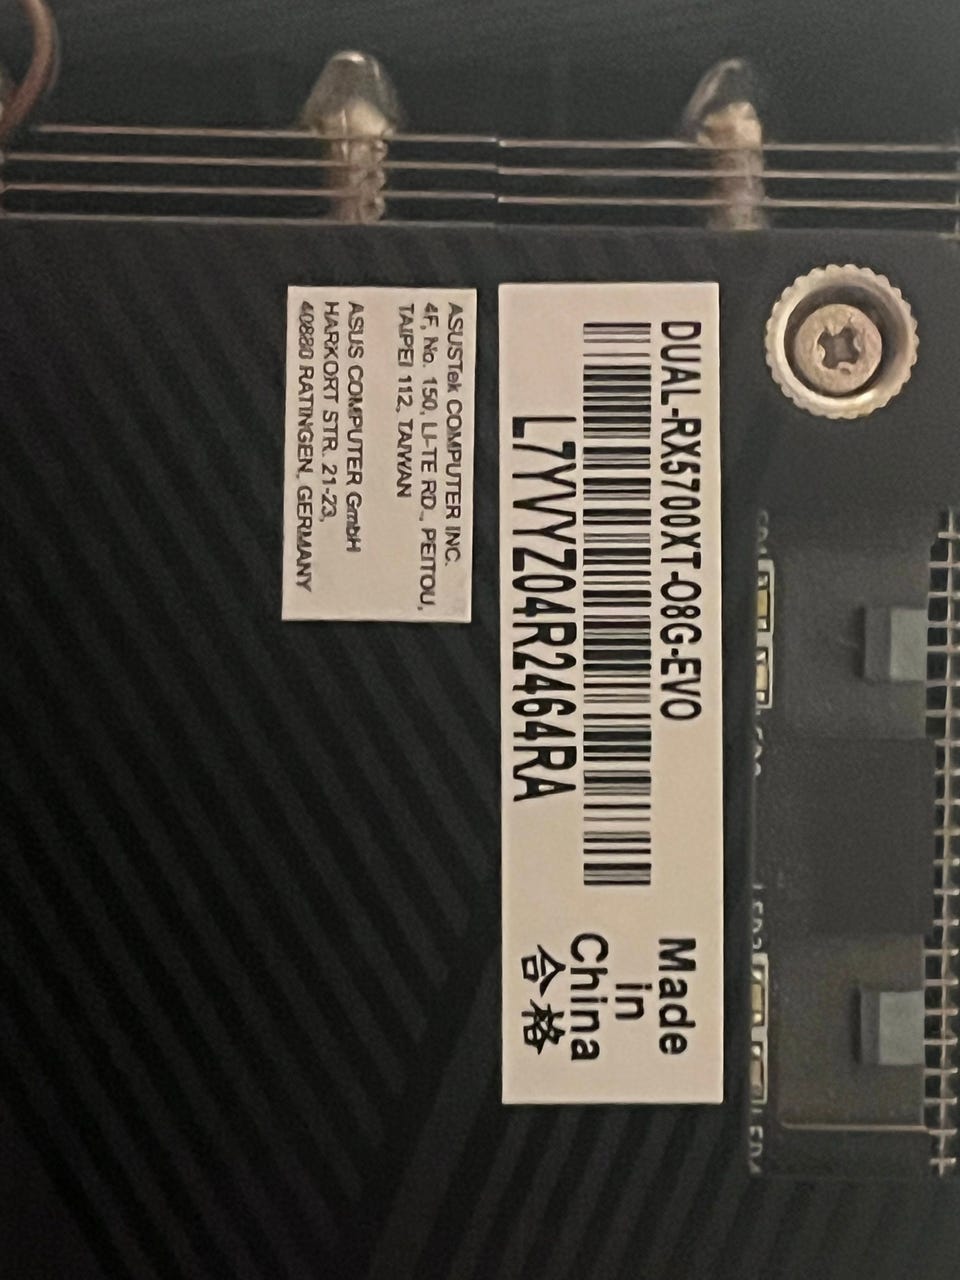 DUAL-RX5700XT-O8G-EVO
L7YVYZ04R2464RA
Made
in
China
合格
ASUSTek COMPUTER INC.
4F, No. 150, LI-TE RD., PEITOU,
TAIPEI 112, TAIWAN
ASUS COMPUTER GmbH
HARKORT STR. 21-23,
40880 RATINGEN, GERMANY